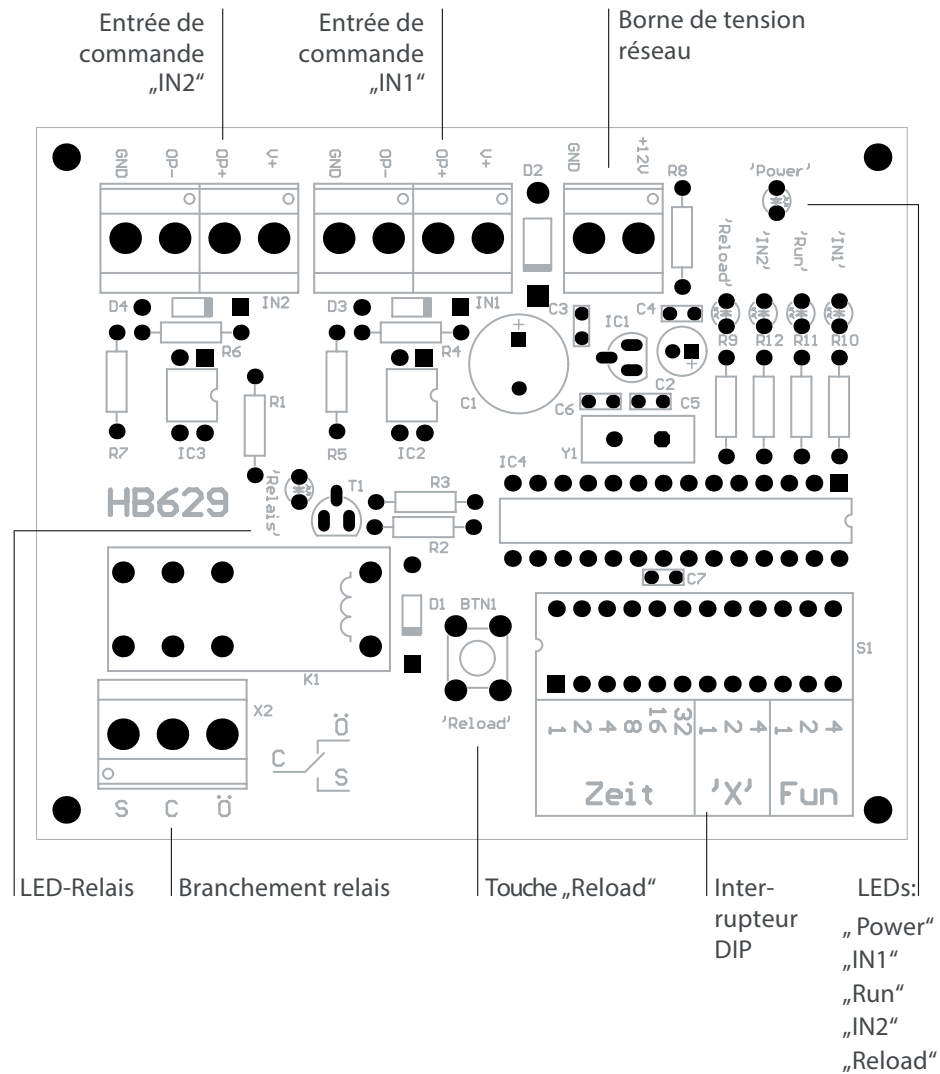 Entrée de
commande
„IN2“
Entrée de
commande
„IN1“
Borne de tension
réseau
GND OP- OP+ V+
GND OP- OP+ V+
D2
GND +12V
R8
'Power'
'Reload' 'IN2' 'Run' 'IN1'
D4 IN2
D3 IN1
C3 IC1 C4
R6 R4
R9 R12 R11 R10
R1 C1 C2
C6 C5
R7 IC3 R5 IC2 Y1
IC4
HB629
'Relais'
T1 R3
R2
C7
D1 BTN1
S1
K1
X2
'Reload'
C Ö
S
1 2 4 8 16 32 1 2 4 1 2 4
Zeit 'X' Fun
S C Ö
LED-Relais
Branchement relais
Touche „Reload“
Inter-
rupteur
DIP
LEDs:
„ Power“
„IN1“
„Run“
„IN2“
„Reload“